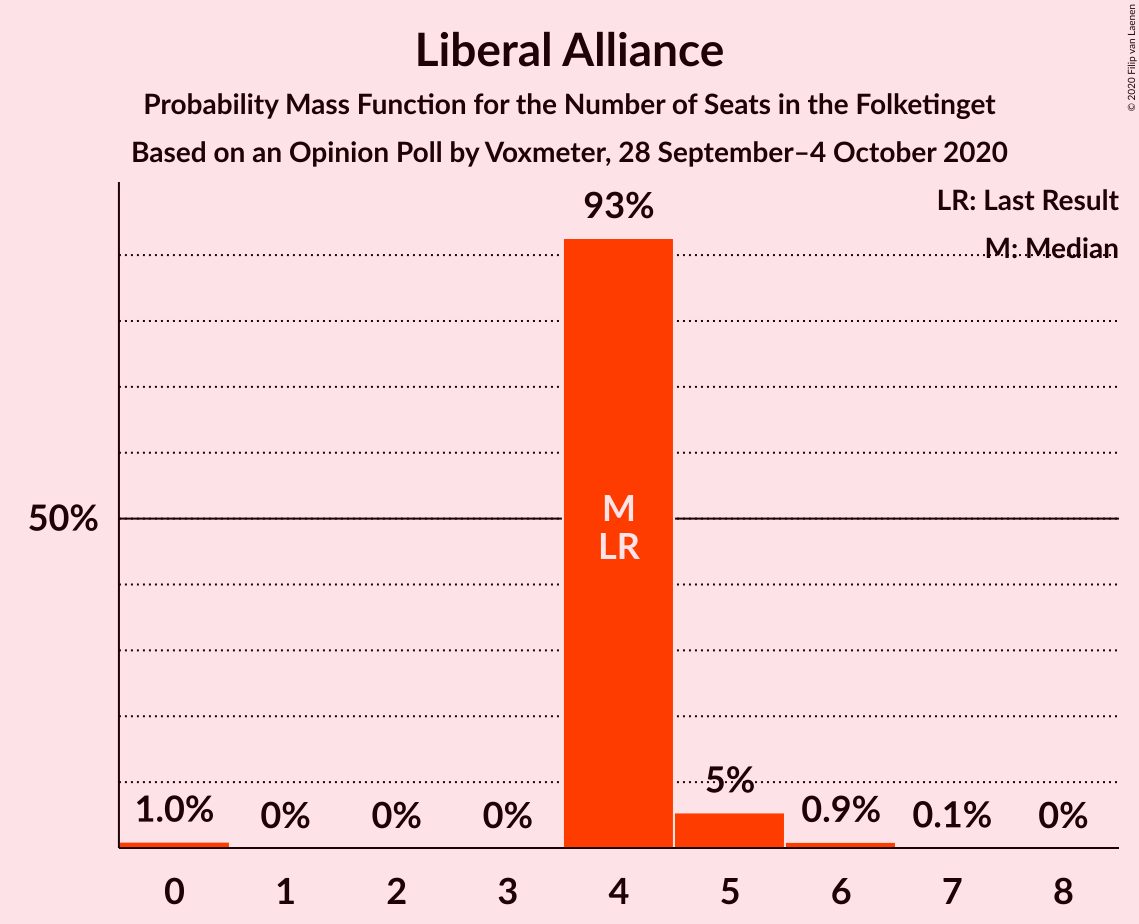 Liberal Alliance
Probability Mass Function for the Number of Seats in the Folketinget
Based on an Opinion Poll by Voxmeter, 28 September–4 October 2020
© 2020 Filip van Laenen
LR: Last Result
M: Median
93%
50%
M
LR
1.0%
0%
0%
0%
5%
0.9%
0.1%
0%
0
1
2
3
4
5
6
7
8